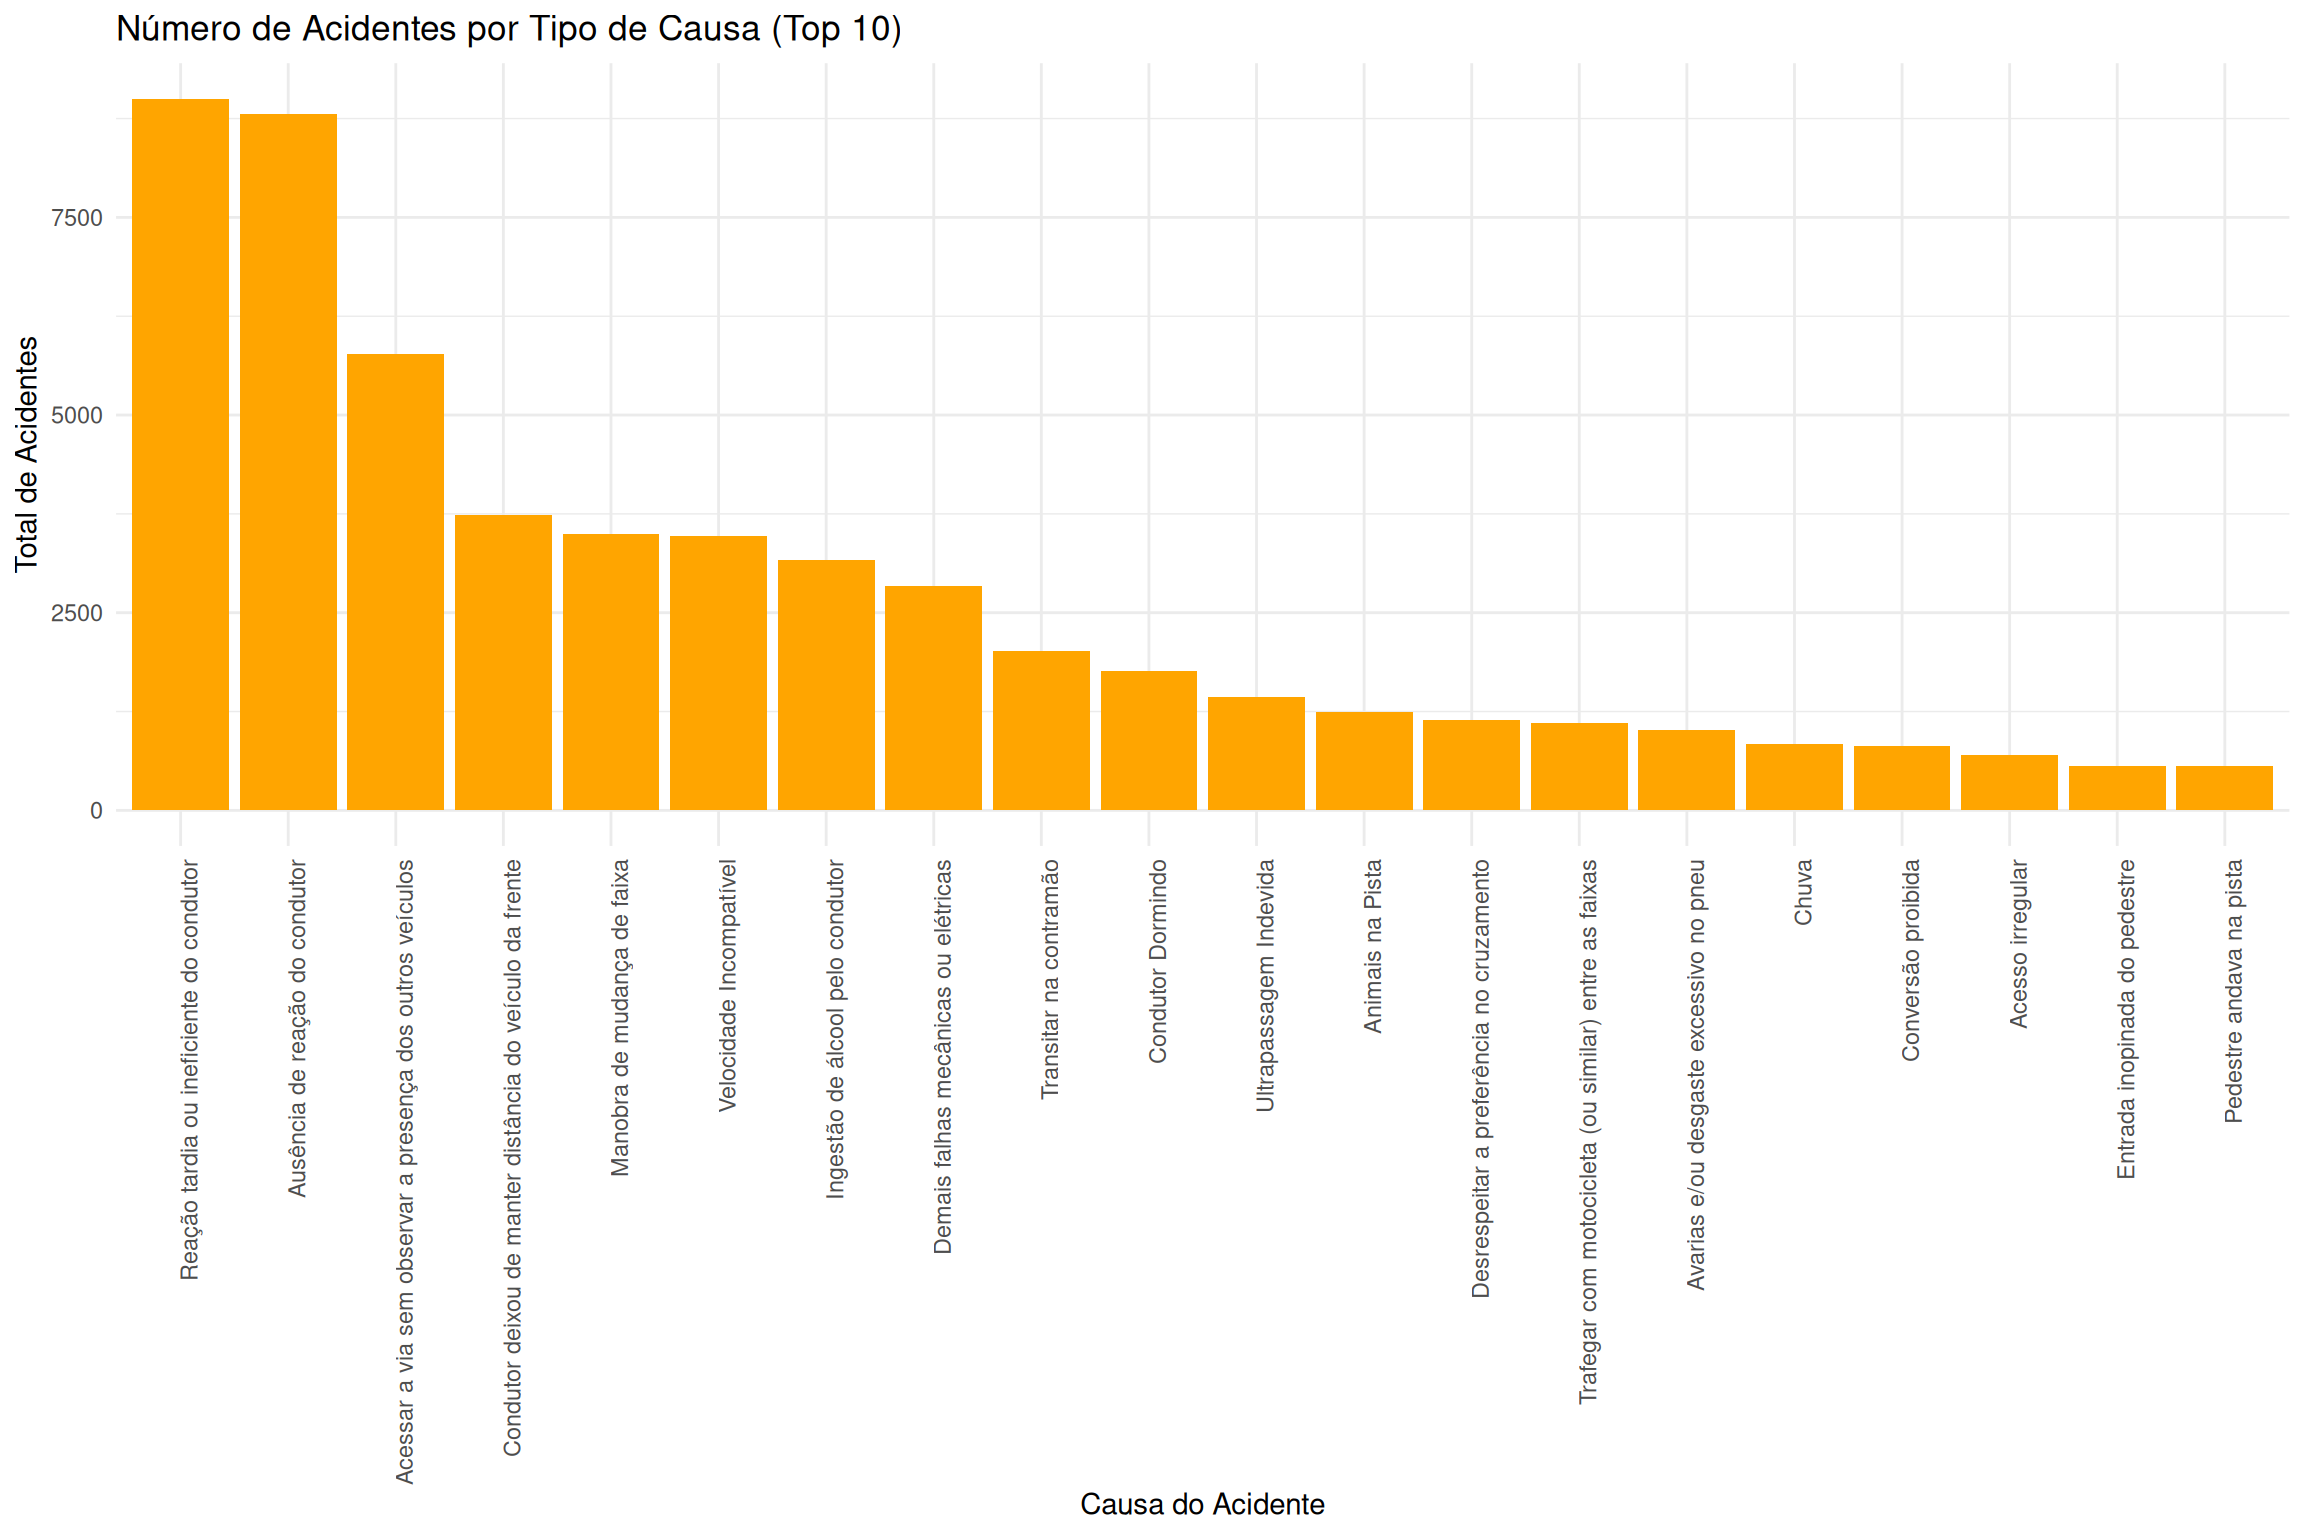 Número de Acidentes por Tipo de Causa (Top 10)
Total de Acidentes
7500
5000
2500
0
Reação tardia ou ineficiente do condutor
Ausência de reação do condutor
Acessar a via sem observar a presença dos outros veículos
Condutor deixou de manter distância do veículo da frente
Manobra de mudança de faixa
Velocidade Incompatível
Ingestão de álcool pelo condutor
Demais falhas mecânicas ou elétricas
Transitar na contramão
Condutor Dormindo
Ultrapassagem Indevida
Animais na Pista
Desrespeitar a preferência no cruzamento
Trafegar com motocicleta (ou similar) entre as faixas
Avarias e/ou desgaste excessivo no pneu
Chuva
Conversão proibida
Acesso irregular
Entrada inopinada do pedestre
Pedestre andava na pista
Causa do Acidente